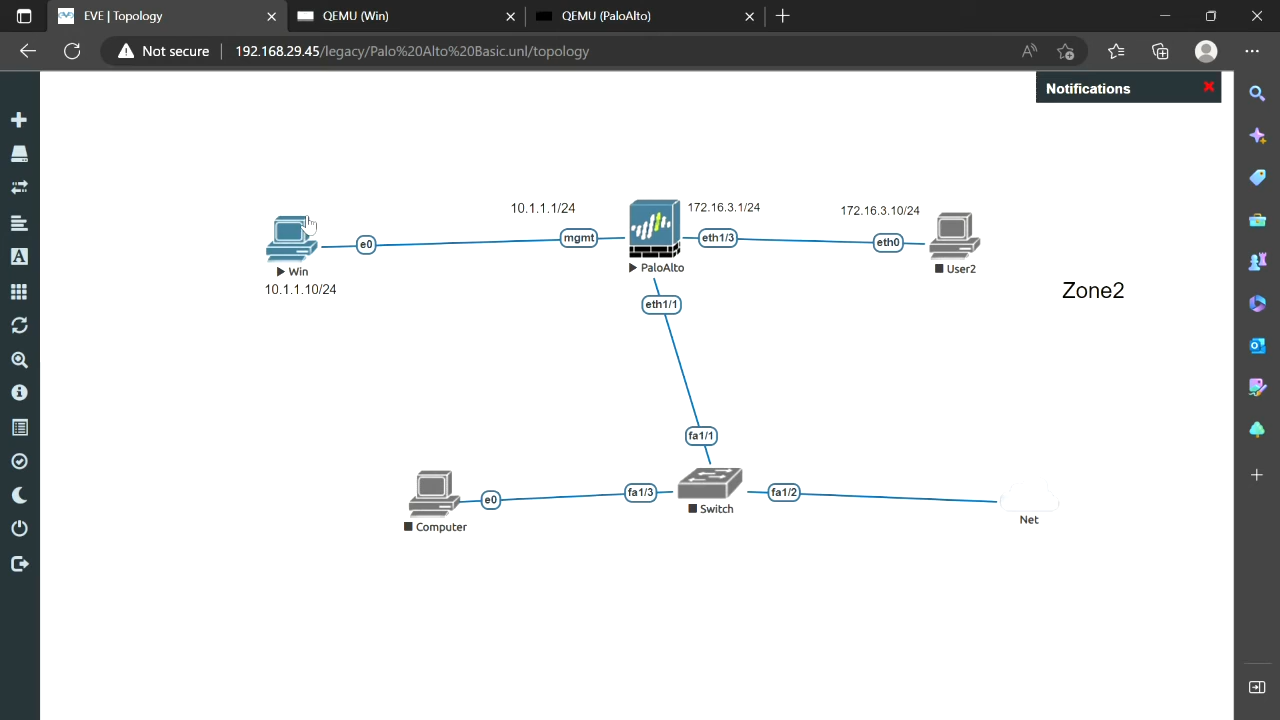 EVE | Topology
QEMU (Win)
QEMU (PaloAlto)
Not secure
192.168.29.45/legacy/Palo%20Alto%20Basic.unl/topology
Notifications
10.1.1.1/24
172.16.3.1/24
172.16.3.10/24
e0
mgmt
eth1/3
eth0
Win
PaloAlto
User2
10.1.1.10/24
Zone2
eth1/1
fa1/1
e0
fa1/3
fa1/2
Switch
Net
Computer